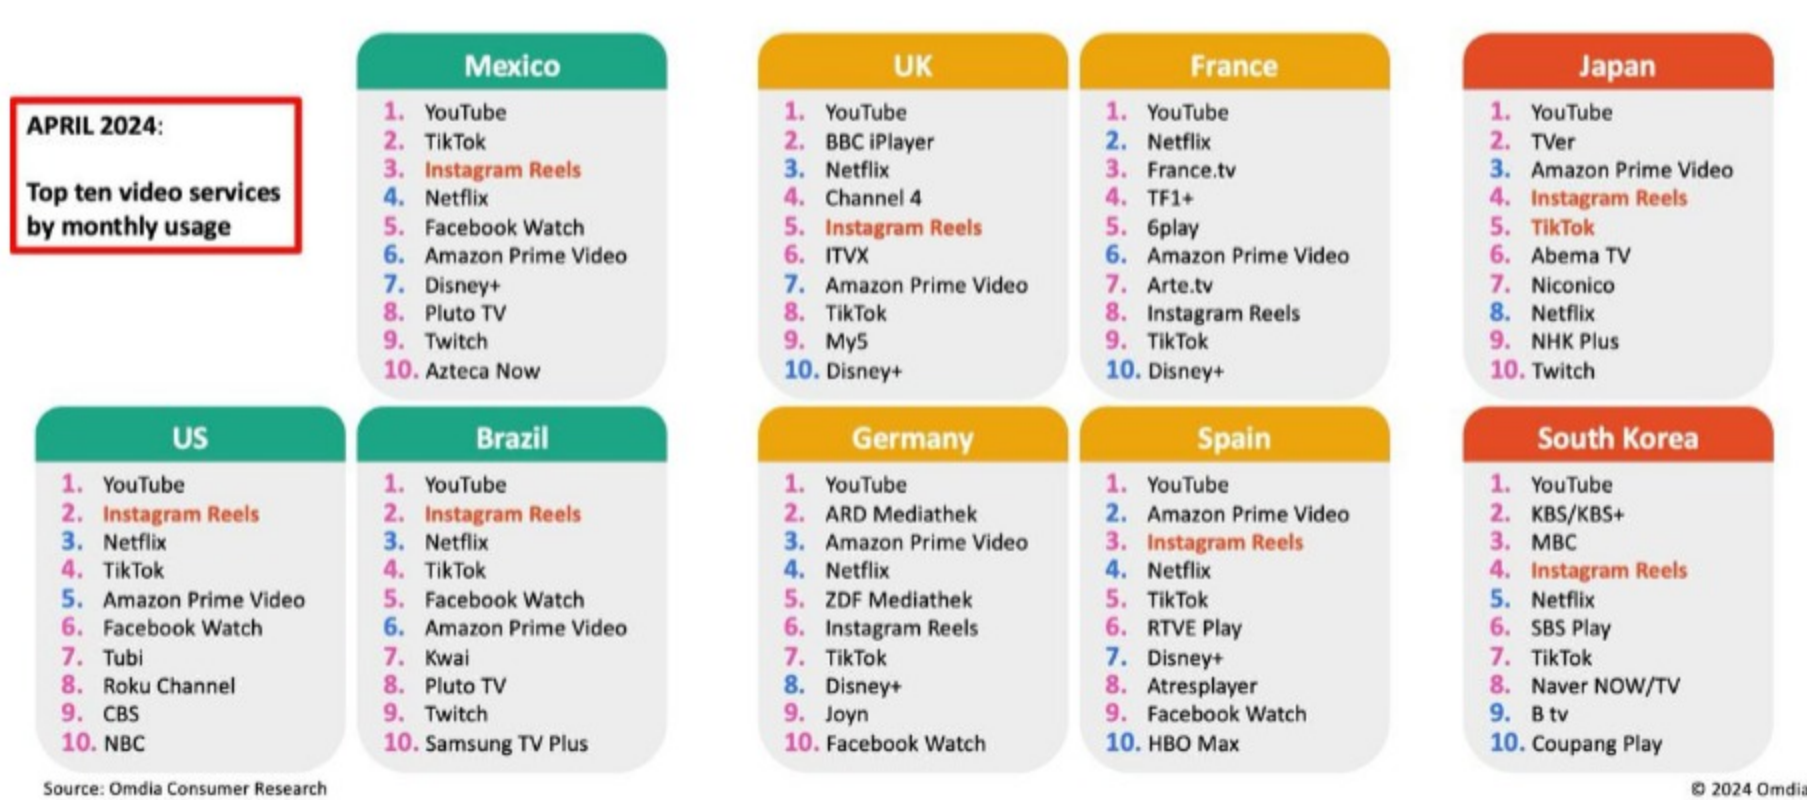 APRIL 2024:
Top ten video services
by monthly usage
Mexico
1. YouTube
2. TikTok
3. Instagram Reels
4. Netflix
5. Facebook Watch
6. Amazon Prime Video
7. Disney+
8. Pluto TV
9. Twitch
10. Azteca Now
UK
1. YouTube
2. BBC iPlayer
3. Netflix
4. Channel 4
5. Instagram Reels
6. ITVX
7. Amazon Prime Video
8. TikTok
9. My5
10. Disney+
France
1. YouTube
2. Netflix
3. France.tv
4. TF1+
5. 6play
6. Amazon Prime Video
7. Arte.tv
8. Instagram Reels
9. TikTok
10. Disney+
Japan
1. YouTube
2. TVer
3. Amazon Prime Video
4. Instagram Reels
5. TikTok
6. Abema TV
7. Niconico
8. Netflix
9. NHK Plus
10. Twitch
US
1. YouTube
2. Instagram Reels
3. Netflix
4. TikTok
5. Amazon Prime Video
6. Facebook Watch
7. Tubi
8. Roku Channel
9. CBS
10. NBC
Brazil
1. YouTube
2. Instagram Reels
3. Netflix
4. TikTok
5. Facebook Watch
6. Amazon Prime Video
7. Kwai
8. Pluto TV
9. Twitch
10. Samsung TV Plus
Germany
1. YouTube
2. ARD Mediathek
3. Amazon Prime Video
4. Netflix
5. ZDF Mediathek
6. Instagram Reels
7. TikTok
8. Disney+
9. Joyn
10. Facebook Watch
Spain
1. YouTube
2. Amazon Prime Video
3. Instagram Reels
4. Netflix
5. TikTok
6. RTVE Play
7. Disney+
8. Atresplayer
9. Facebook Watch
10. HBO Max
South Korea
1. YouTube
2. KBS/KBS+
3. MBC
4. Instagram Reels
5. Netflix
6. SBS Play
7. TikTok
8. Naver NOW/TV
9. B tv
10. Coupang Play
Source: Omdia Consumer Research
© 2024 Omdia